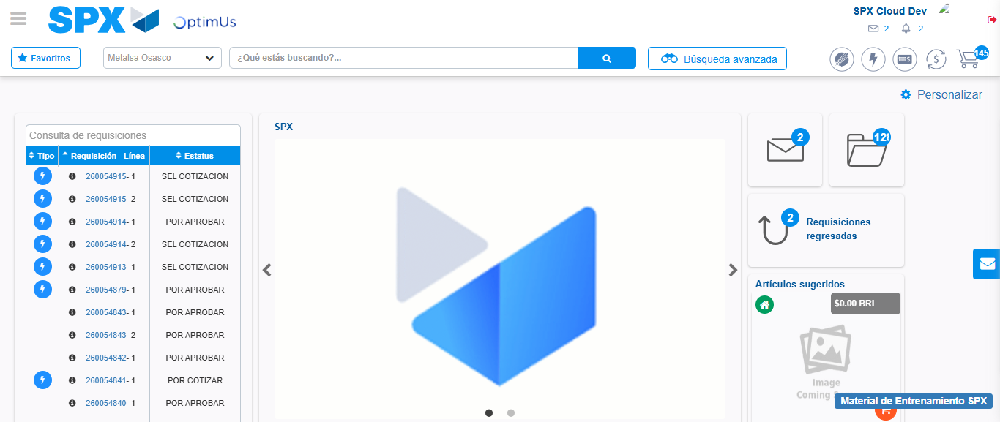 SPX OptimUs
SPX Cloud Dev
2 2
Favoritos
Metalsa Osasco
¿Qué estás buscando?...
Búsqueda avanzada
145
Personalizar
Consulta de requisiciones
Tipo Requisición - Línea Estatus
260054915- 1 SEL COTIZACION
260054915- 2 SEL COTIZACION
260054914- 1 POR APROBAR
260054914- 2 SEL COTIZACION
260054913- 1 SEL COTIZACION
260054879- 1 POR APROBAR
260054843- 1 POR APROBAR
260054843- 2 POR APROBAR
260054842- 1 POR APROBAR
260054841- 1 POR COTIZAR
260054840- 1 POR APROBAR
SPX
2
2
Requisiciones
regresadas
Artículos sugeridos
$0.00 BRL
Image
Coming
Material de Entrenamiento SPX